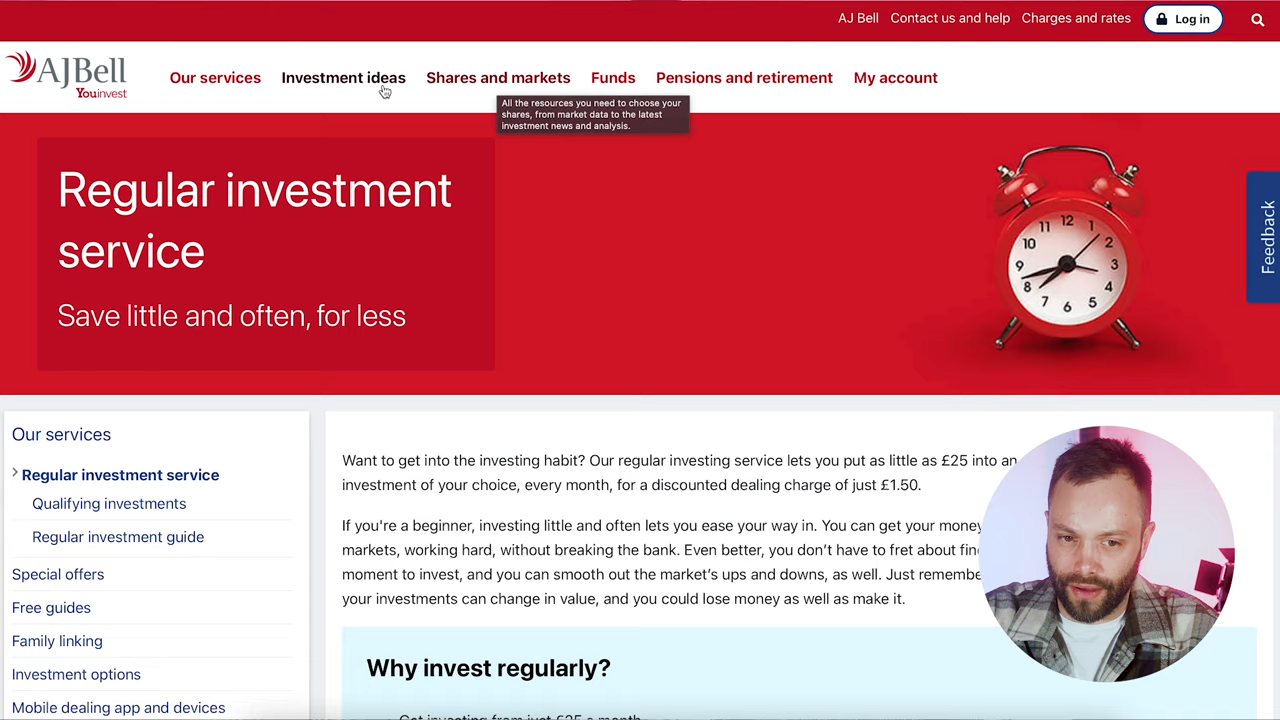 AJ Bell Contact us and help Charges and rates Log in
AJBell
Youinvest
Our services Investment ideas Shares and markets Funds Pensions and retirement My account
All the resources you need to choose your
shares, from market data to the latest
investment news and analysis.
Regular investment
service
Save little and often, for less
12
1
2
3
4
5
6
7
8
9
10
11
Feedback
Our services
Regular investment service
Qualifying investments
Regular investment guide
Special offers
Free guides
Family linking
Investment options
Mobile dealing app and devices
Want to get into the investing habit? Our regular investing service lets you put as little as £25 into an
investment of your choice, every month, for a discounted dealing charge of just £1.50.
If you're a beginner, investing little and often lets you ease your way in. You can get your money
markets, working hard, without breaking the bank. Even better, you don't have to fret about
moment to invest, and you can smooth out the market's ups and downs, as well. Just
your investments can change in value, and you could lose money as well as make it.
Why invest regularly?
Get investing from just £25 a month